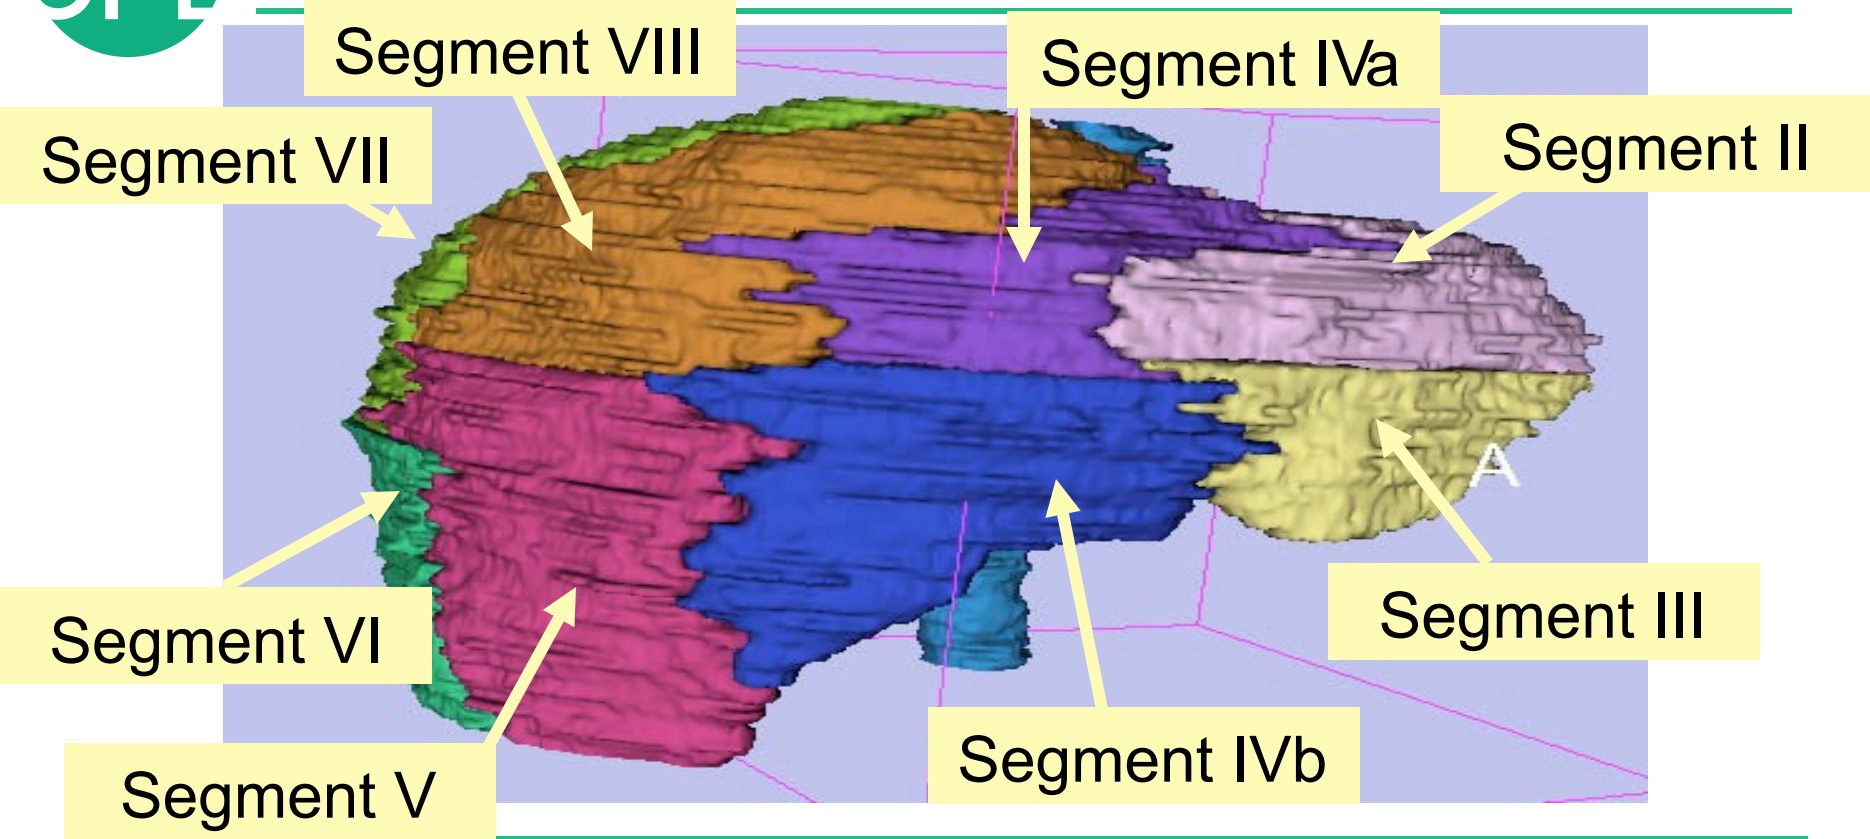 Segment VIII
Segment IVa
Segment VII
Segment II
A
Segment VI
Segment III
Segment IVb
Segment V